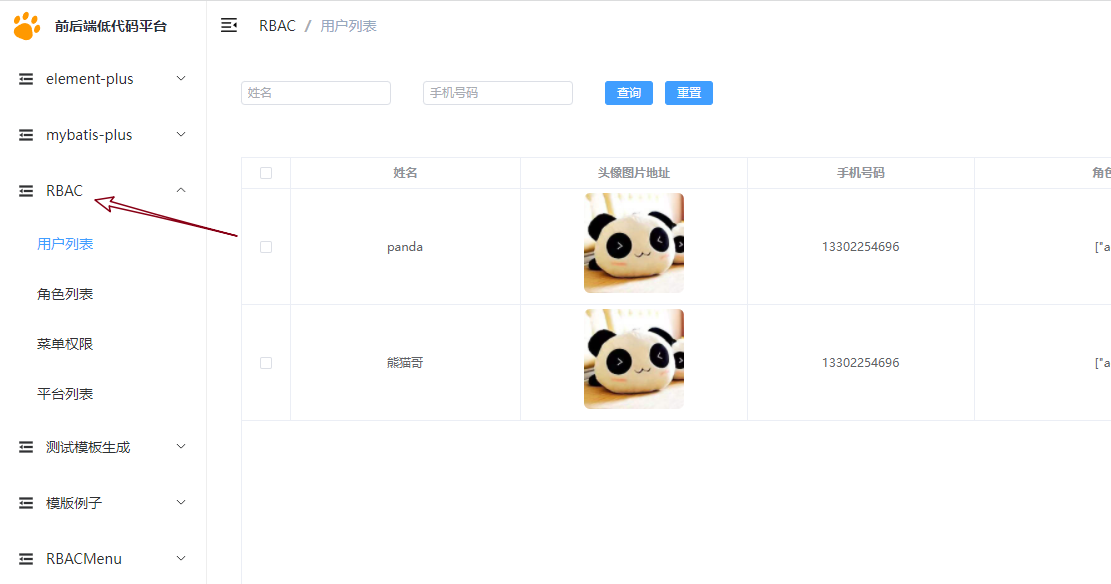 前后端低代码平台
element-plus
mybatis-plus
RBAC
用户列表
角色列表
菜单权限
平台列表
测试模板生成
模版例子
RBACMenu
RBAC / 用户列表
姓名 手机号码 查询 重置
姓名 头像图片地址 手机号码 角色
panda 13302254696 ["a
熊猫哥 13302254696 ["a